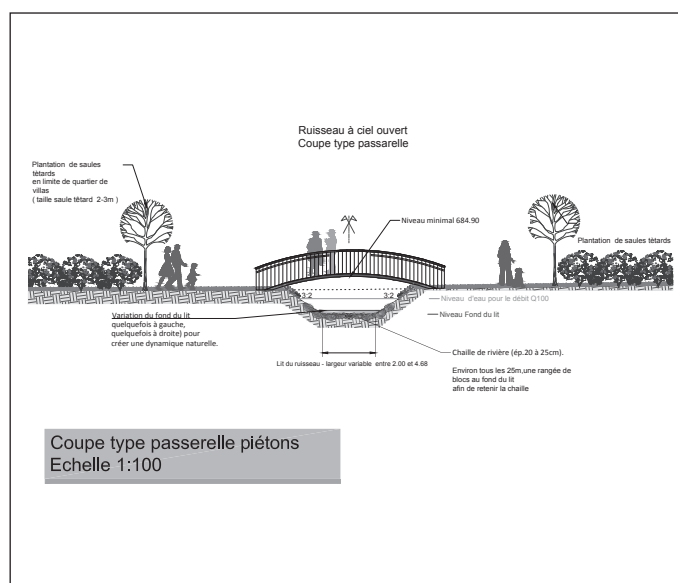 Ruisseau à ciel ouvert
Coupe type passarelle
Plantation de saules
têtards
en limite de quartier de
villas
( taille saule têtard 2-3m )
Niveau minimal 684.90
Plantation de saules têtards
3:2
3:2
Niveau d'eau pour le débit Q100
Niveau Fond du lit
Variation du fond du lit
quelquefois à gauche,
quelquefois à droite) pour
créer une dynamique naturelle.
Lit du ruisseau - largeur variable entre 2.00 et 4.68
Chaille de rivière (ép.20 à 25cm).
Environ tous les 25m,une rangée de
blocs au fond du lit
afin de retenir la chaille
Coupe type passerelle piétons
Echelle 1:100